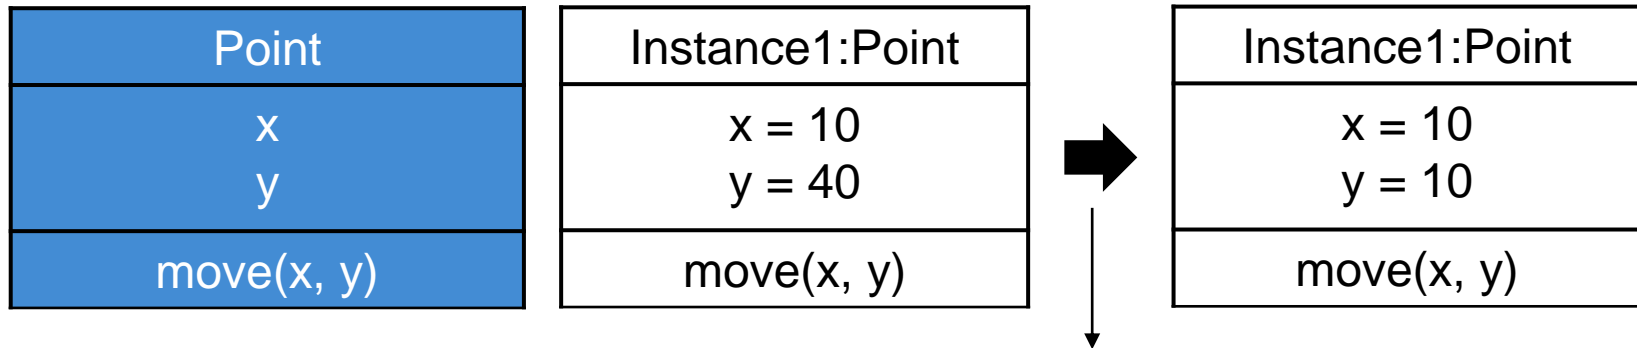 Point
x
y
move(x, y)
Instance1:Point
x = 10
y = 40
move(x, y)
Instance1:Point
x = 10
y = 10
move(x, y)